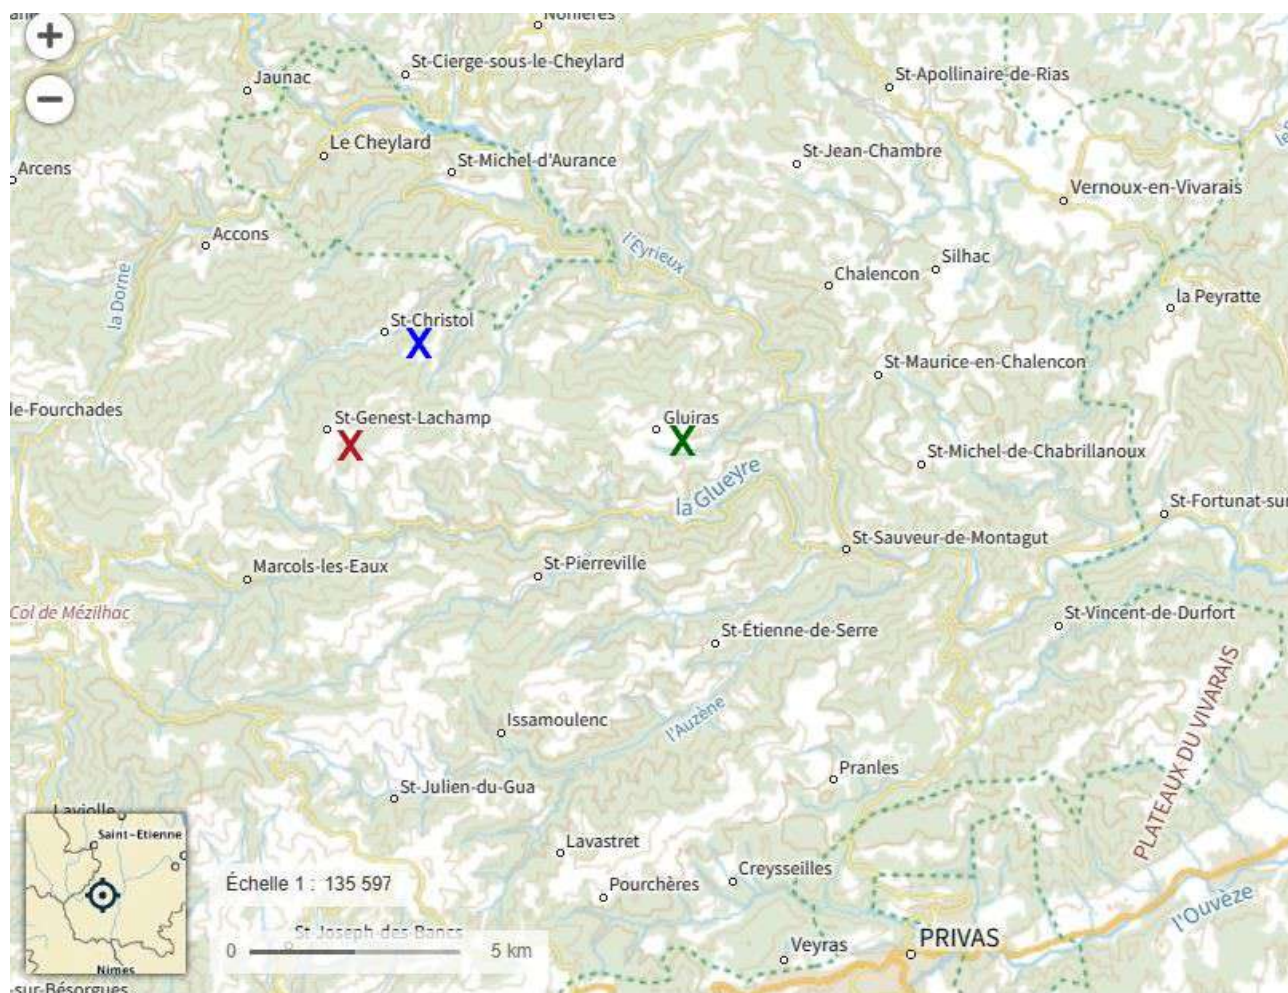 Nonières
St-Cierge-sous-le-Cheylard
Jaunac
St-Apollinaire-de-Rias
Le Cheylard
St-Michel-d'Aurance
St-Jean-Chambre
Arcens
Vernoux-en-Vivarais
Accons
l'Eyrieux
Silhac
Chalencon
la Dorne
la Peyratte
St-Christol
X
St-Maurice-en-Chalencon
le-Fourchades
St-Genest-Lachamp
X
Gluiras
X
St-Michel-de-Chabrillanoux
la Glueyre
St-Fortunat-sur
St-Sauveur-de-Montagut
Marcols-les-Eaux
St-Pierreville
Col de Mézilhac
St-Vincent-de-Durfort
St-Étienne-de-Serre
Issamoulenc
l'Auzène
PLATEAUX DU VIVARAIS
Pranles
St-Julien-du-Gua
Laviolle
Saint-Etienne
Lavastret
Creysseilles
Échelle 1 : 135 597
Pourchères
l'Ouvèze
St-Joseph-des-Bancs
0
5 km
Veyras
PRIVAS
Nîmes
-sur-Bésorgues